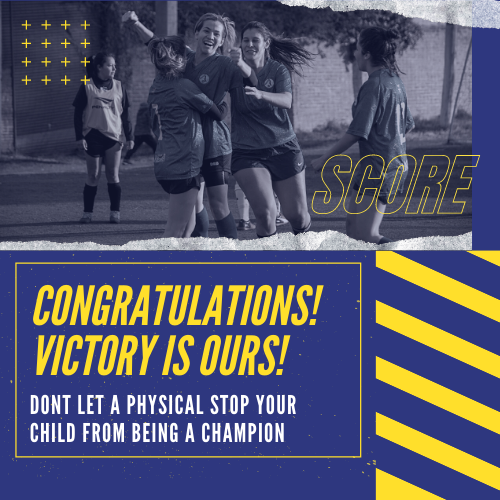 SCORE
CONGRATULATIONS!
VICTORY IS OURS!
DONT LET A PHYSICAL STOP YOUR
CHILD FROM BEING A CHAMPION